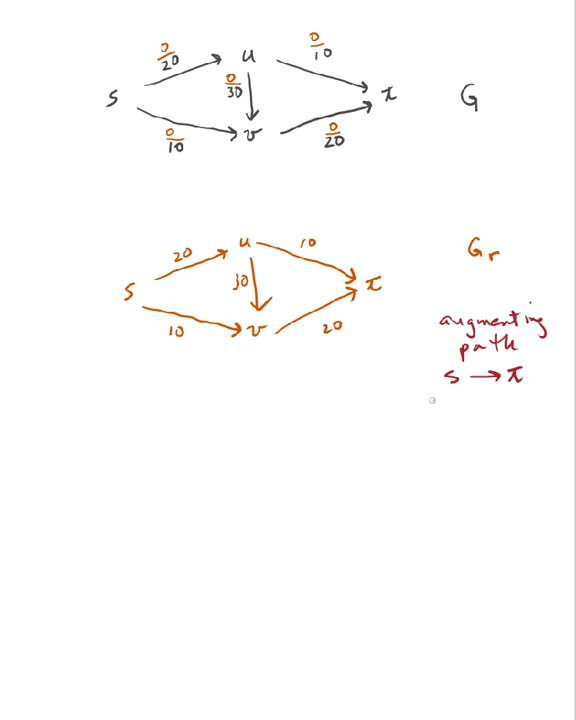 0/20 u 0/10
s 0/30 t G
0/10 v 0/20
20 u 10 Gr
s 30 t
10 v 20
augmenting
path
s → t